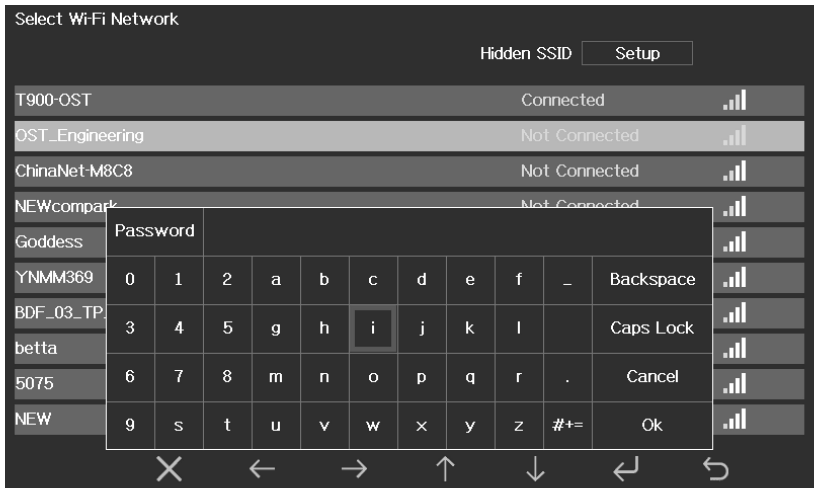 Select Wi-Fi Network
Hidden SSID Setup
T900-OST Connected
OST_Engineering Not Connected
ChinaNet-M8C8 Not Connected
NEWcompark Not Connected
Goddess
YNMM369
BDF_03_TP.
betta
5075
NEW
Password
0 1 2 a b c d e f _ Backspace
3 4 5 g h i j k l Caps Lock
6 7 8 m n o p q r . Cancel
9 s t u v w x y z #+= Ok